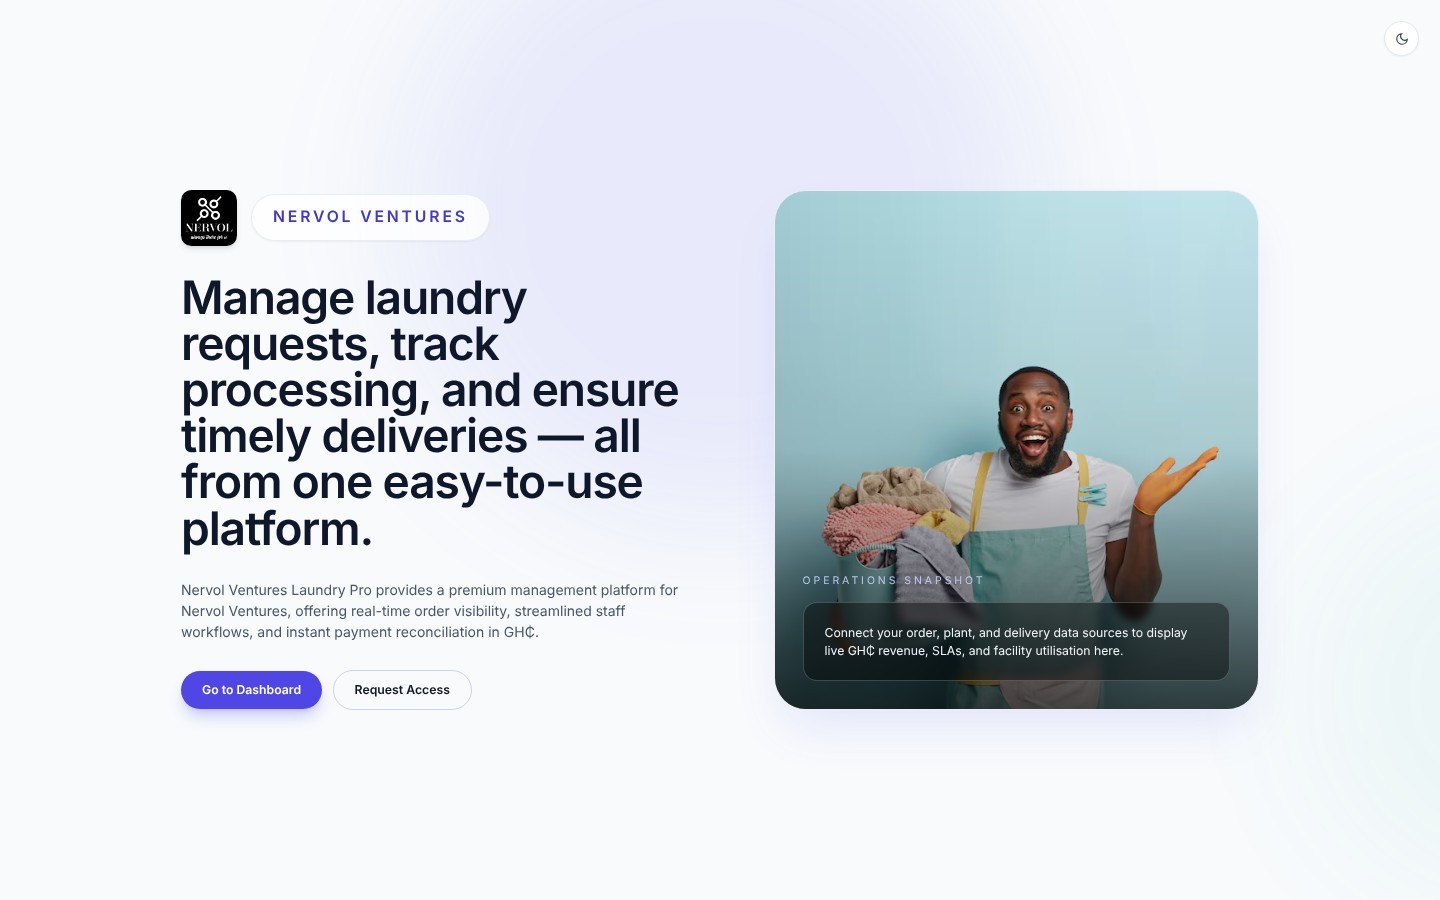 NERVOL
always there for u
NERVOL VENTURES
Manage laundry
requests, track
processing, and ensure
timely deliveries — all
from one easy-to-use
platform.
Nervol Ventures Laundry Pro provides a premium management platform for
Nervol Ventures, offering real-time order visibility, streamlined staff
workflows, and instant payment reconciliation in GH₵.
Go to Dashboard
Request Access
OPERATIONS SNAPSHOT
Connect your order, plant, and delivery data sources to display
live GH₵ revenue, SLAs, and facility utilisation here.